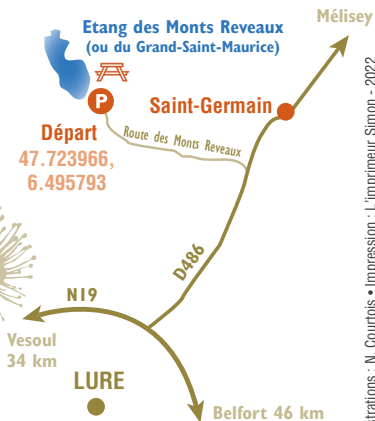 Mélisey
Etang des Monts Reveaux
(ou du Grand-Saint-Maurice)
P
Saint-Germain
Départ
47.723966,
6.495793
Route des Monts Reveaux
D486
N19
Vesoul
34 km
LURE
Belfort 46 km
strations : N. Courtois • Impression : L'imprimeur Simon - 2022